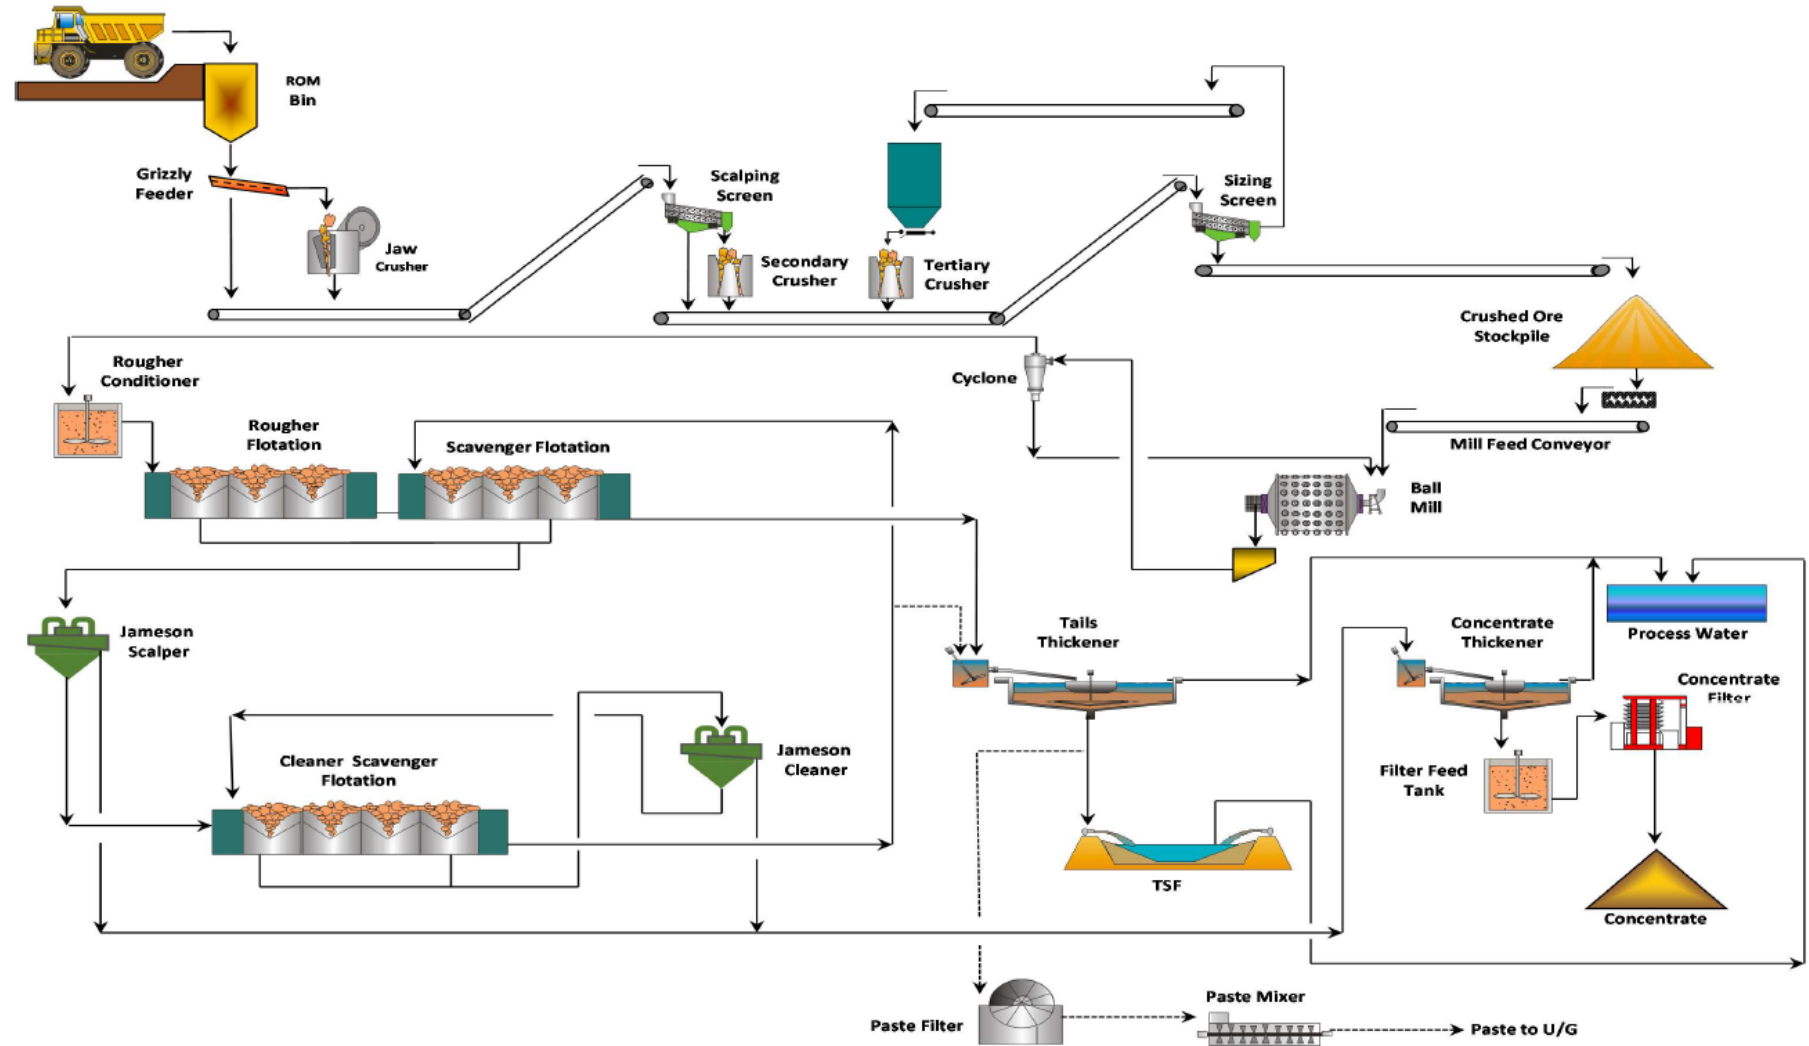 ROM
Bin
Grizzly
Feeder
Jaw
Crusher
Scalping
Screen
Secondary
Crusher
Tertiary
Crusher
Sizing
Screen
Crushed Ore
Stockpile
Rougher
Conditioner
Cyclone
Mill Feed Conveyor
Rougher
Flotation
Scavenger Flotation
Ball
Mill
Jameson
Scalper
Tails
Thickener
Concentrate
Thickener
Process Water
Concentrate
Filter
Cleaner Scavenger
Flotation
Jameson
Cleaner
Filter Feed
Tank
TSF
Concentrate
Paste Filter
Paste Mixer
Paste to U/G